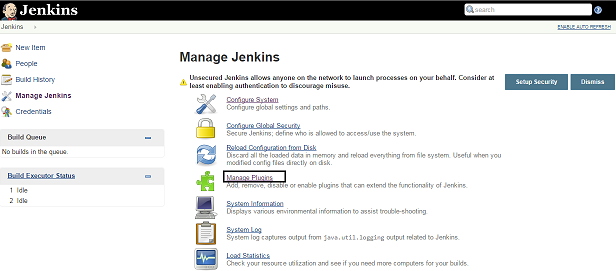 Jenkins
search
Jenkins
ENABLE AUTO REFRESH
New Item
People
Build History
Manage Jenkins
Credentials
Build Queue
No builds in the queue.
Build Executor Status
1 Idle
2 Idle
Manage Jenkins
Unsecured Jenkins allows anyone on the network to launch processes on your behalf. Consider at
least enabling authentication to discourage misuse.
Setup Security
Dismiss
Configure System
Configure global settings and paths.
Configure Global Security
Secure Jenkins; define who is allowed to access/use the system.
Reload Configuration from Disk
Discard all the loaded data in memory and reload everything from file system. Useful when you
modified config files directly on disk.
Manage Plugins
Add, remove, disable or enable plugins that can extend the functionality of Jenkins.
System Information
Displays various environmental information to assist trouble-shooting.
System Log
System log captures output from java.util.logging output related to Jenkins.
Load Statistics
Check your resource utilization and see if you need more computers for your builds.